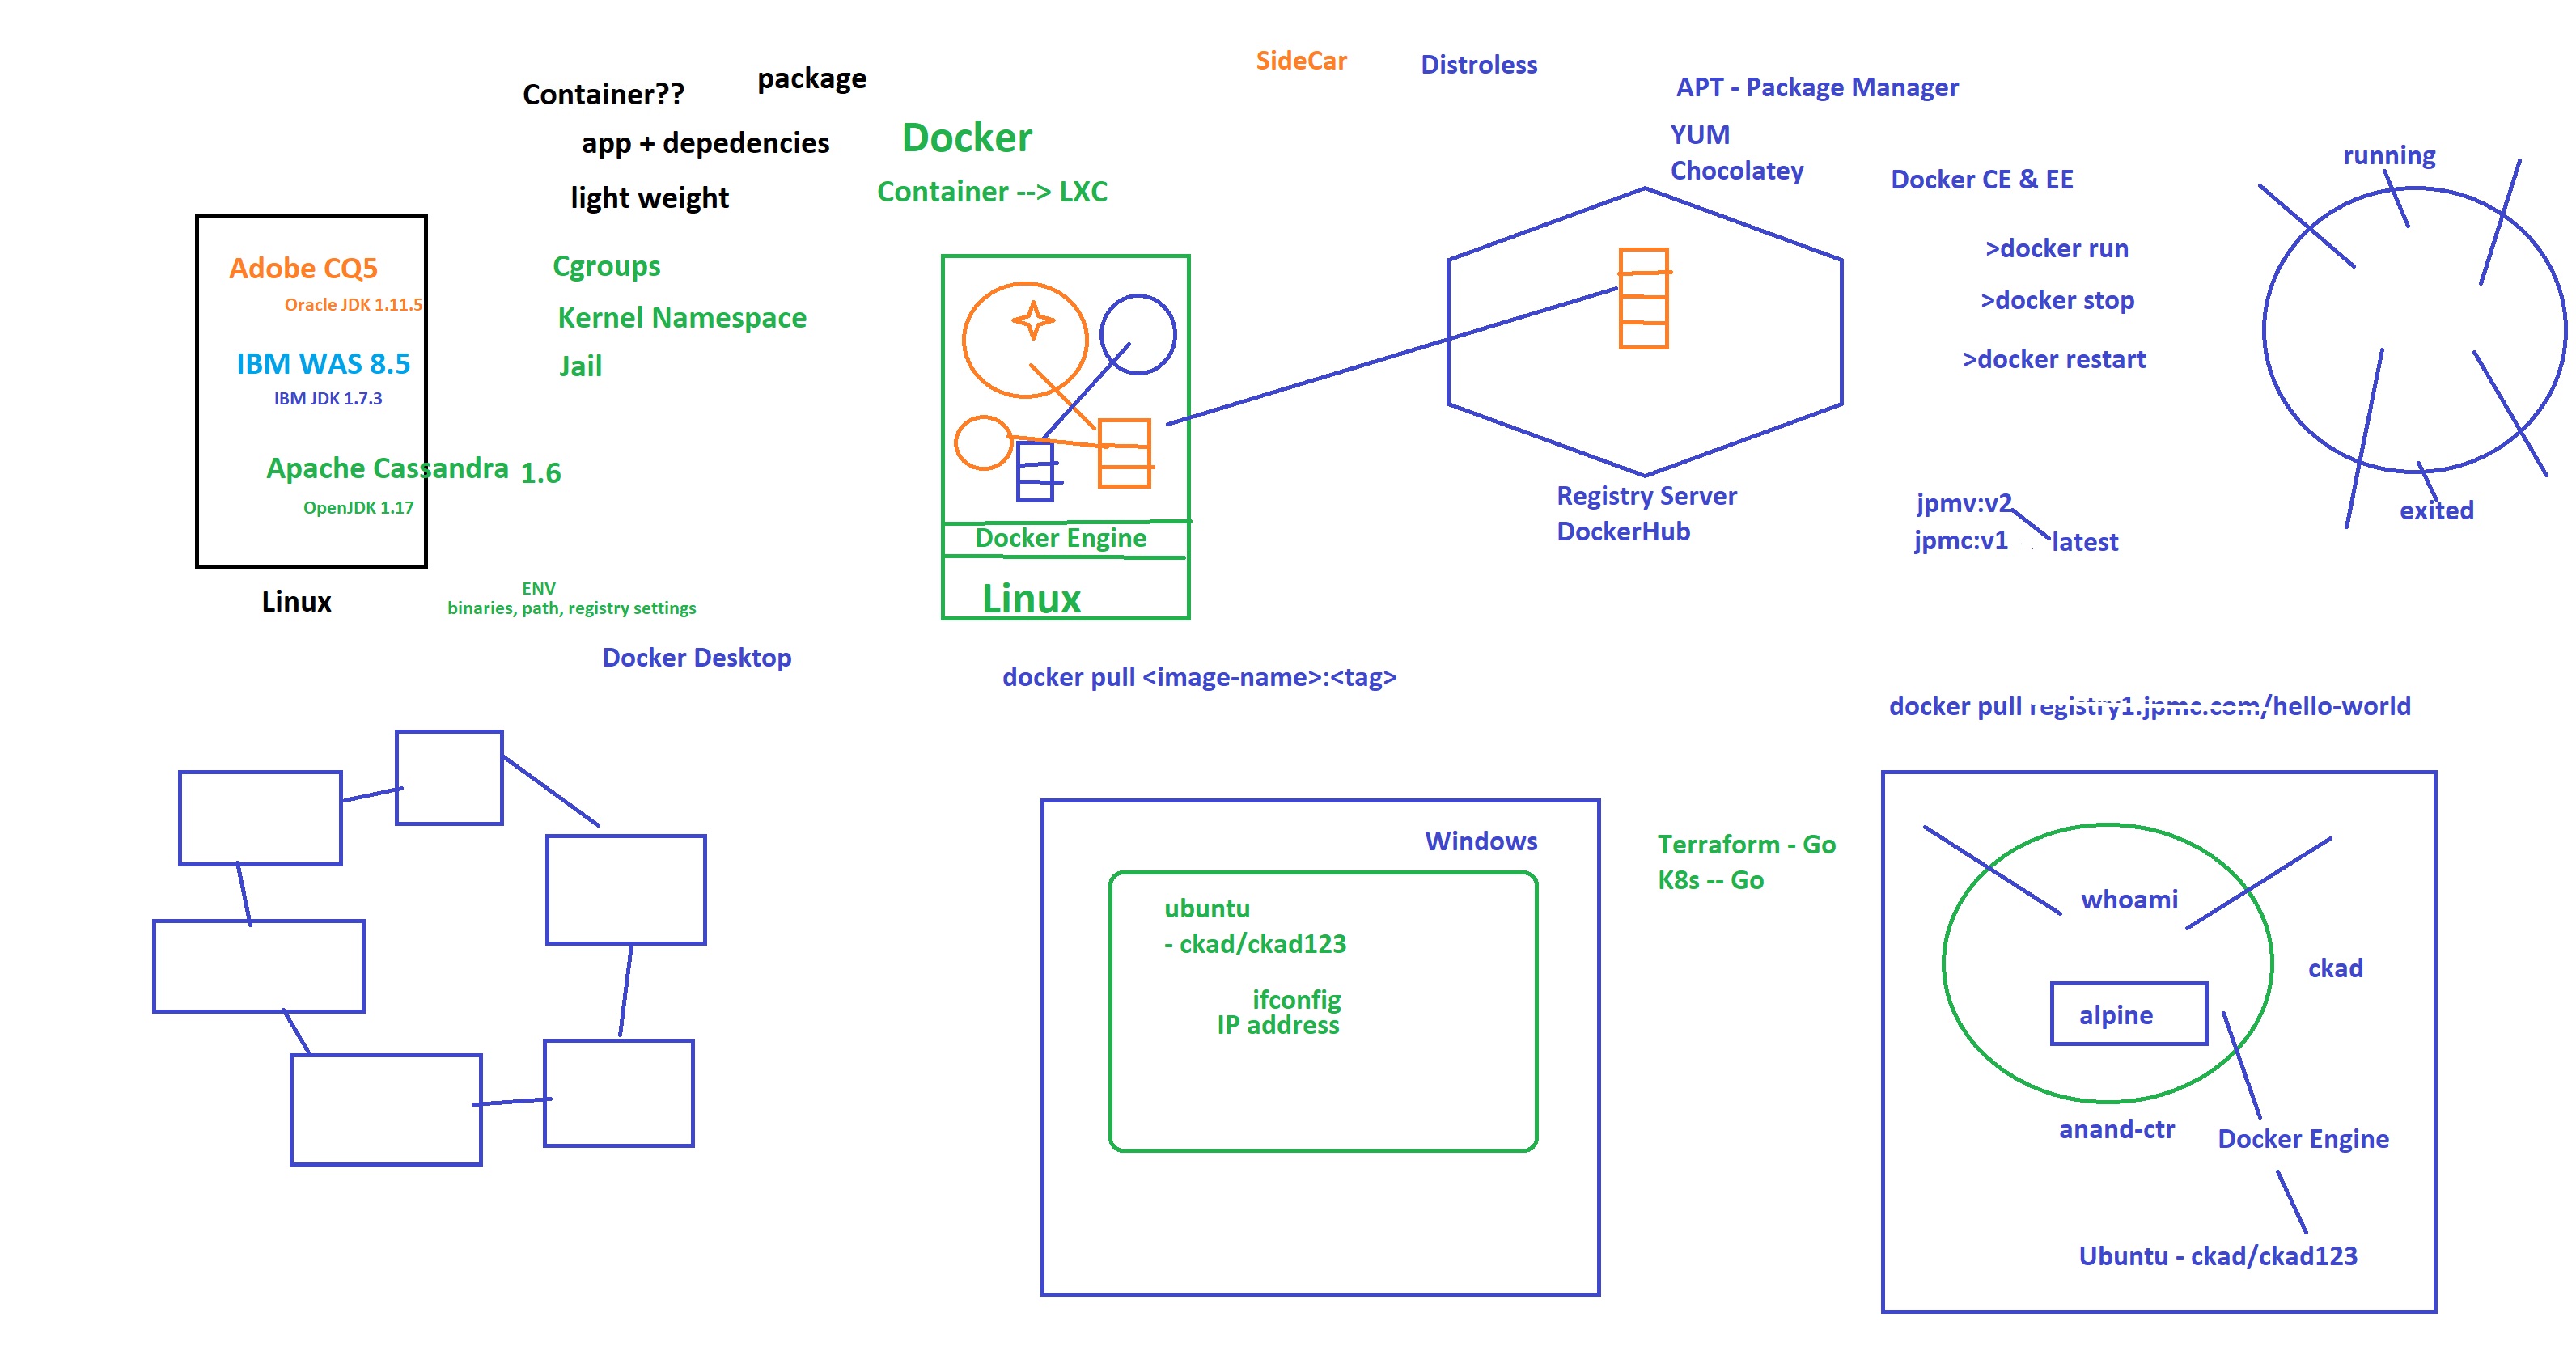 Container??
package
app + depedencies
light weight
Docker
Container --> LXC
SideCar
Distroless
APT - Package Manager
YUM
Chocolatey
Docker CE & EE
>docker run
>docker stop
>docker restart
running
exited
Adobe CQ5
Oracle JDK 1.11.5
IBM WAS 8.5
IBM JDK 1.7.3
Apache Cassandra 1.6
OpenJDK 1.17
Linux
Cgroups
Kernel Namespace
Jail
ENV
binaries, path, registry settings
Docker Desktop
Docker Engine
Linux
Registry Server
DockerHub
jpmv:v2
jpmc:v1
latest
docker pull <image-name>:<tag>
docker pull registry1.jpmc.com/hello-world
Windows
ubuntu
- ckad/ckad123
ifconfig
IP address
Terraform - Go
K8s -- Go
whoami
ckad
alpine
anand-ctr
Docker Engine
Ubuntu - ckad/ckad123